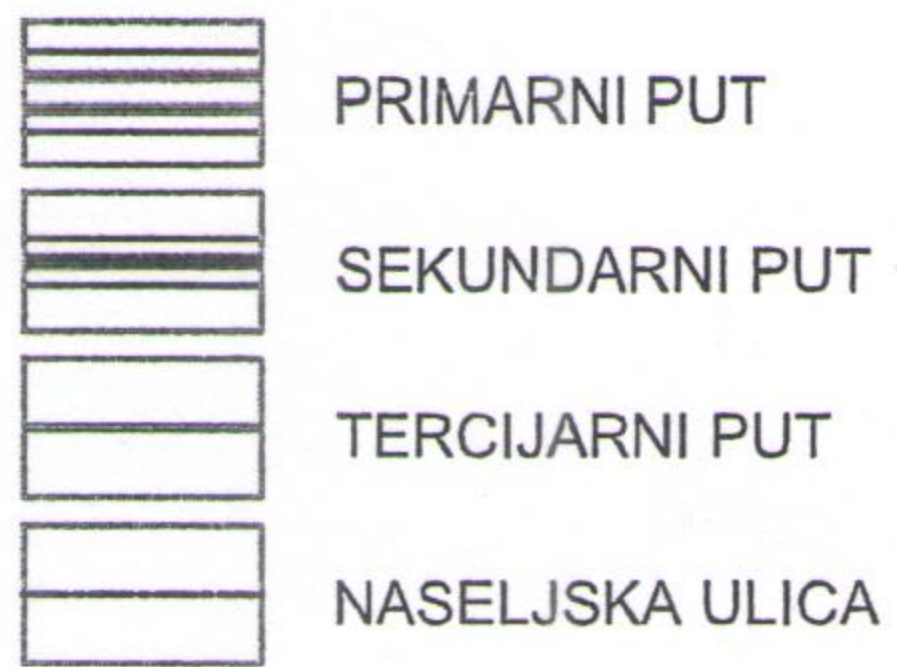 PRIMARNI PUT
SEKUNDARNI PUT
TERCIJARNI PUT
NASELJSKA ULICA